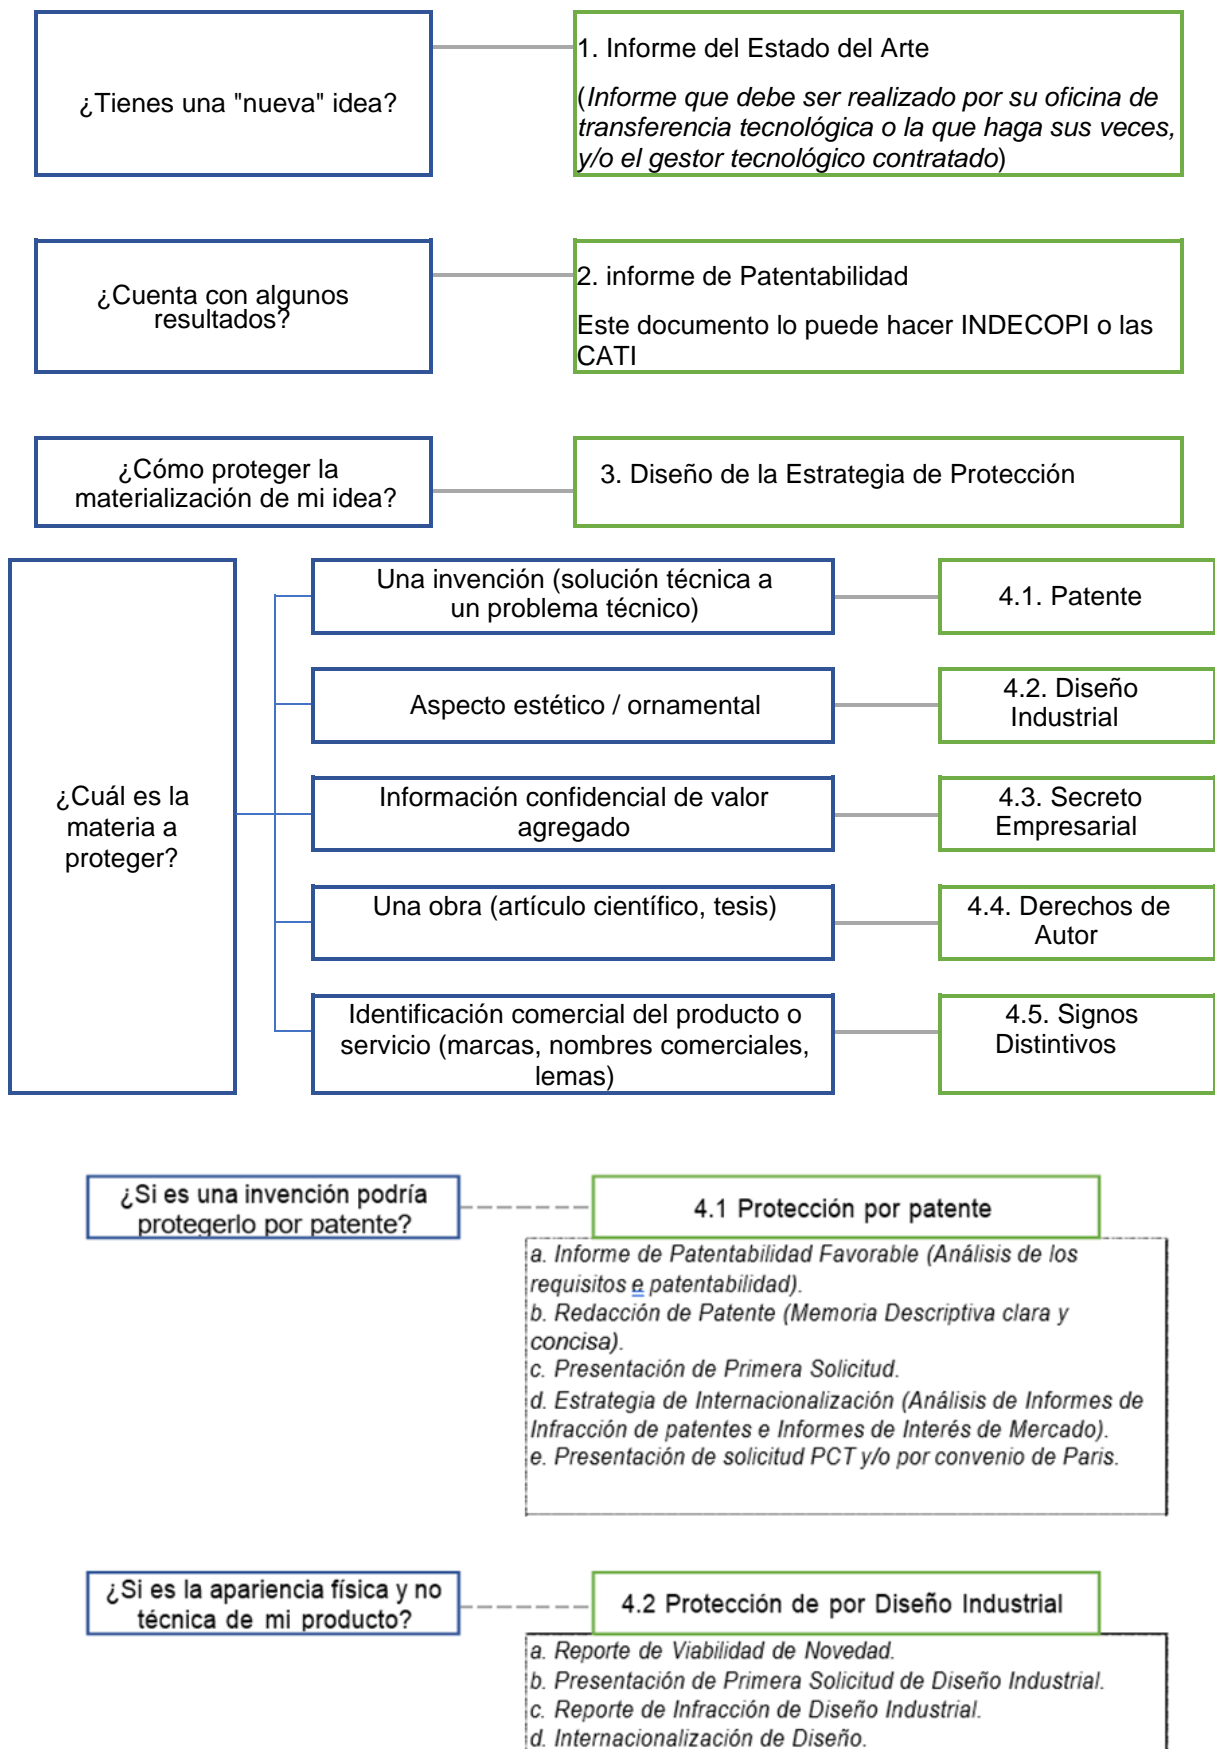 ¿Tienes una "nueva" idea?
1. Informe del Estado del Arte
(Informe que debe ser realizado por su oficina de
transferencia tecnológica o la que haga sus veces,
y/o el gestor tecnológico contratado)
¿Cuenta con algunos
resultados?
2. informe de Patentabilidad
Este documento lo puede hacer INDECOPI o las
CATI
¿Cómo proteger la
materialización de mi idea?
3. Diseño de la Estrategia de Protección
¿Cuál es la
materia a
proteger?
Una invención (solución técnica a
un problema técnico)
4.1. Patente
Aspecto estético / ornamental
4.2. Diseño
Industrial
Información confidencial de valor
agregado
4.3. Secreto
Empresarial
Una obra (artículo científico, tesis)
4.4. Derechos de
Autor
Identificación comercial del producto o
servicio (marcas, nombres comerciales,
lemas)
4.5. Signos
Distintivos
¿Si es una invención podría
protegerlo por patente?
4.1 Protección por patente
a. Informe de Patentabilidad Favorable (Análisis de los
requisitos e patentabilidad).
b. Redacción de Patente (Memoria Descriptiva clara y
concisa).
c. Presentación de Primera Solicitud.
d. Estrategia de Internacionalización (Análisis de Informes de
Infracción de patentes e Informes de Interés de Mercado).
e. Presentación de solicitud PCT y/o por convenio de Paris.
¿Si es la apariencia física y no
técnica de mi producto?
4.2 Protección de por Diseño Industrial
a. Reporte de Viabilidad de Novedad.
b. Presentación de Primera Solicitud de Diseño Industrial.
c. Reporte de Infracción de Diseño Industrial.
d. Internacionalización de Diseño.